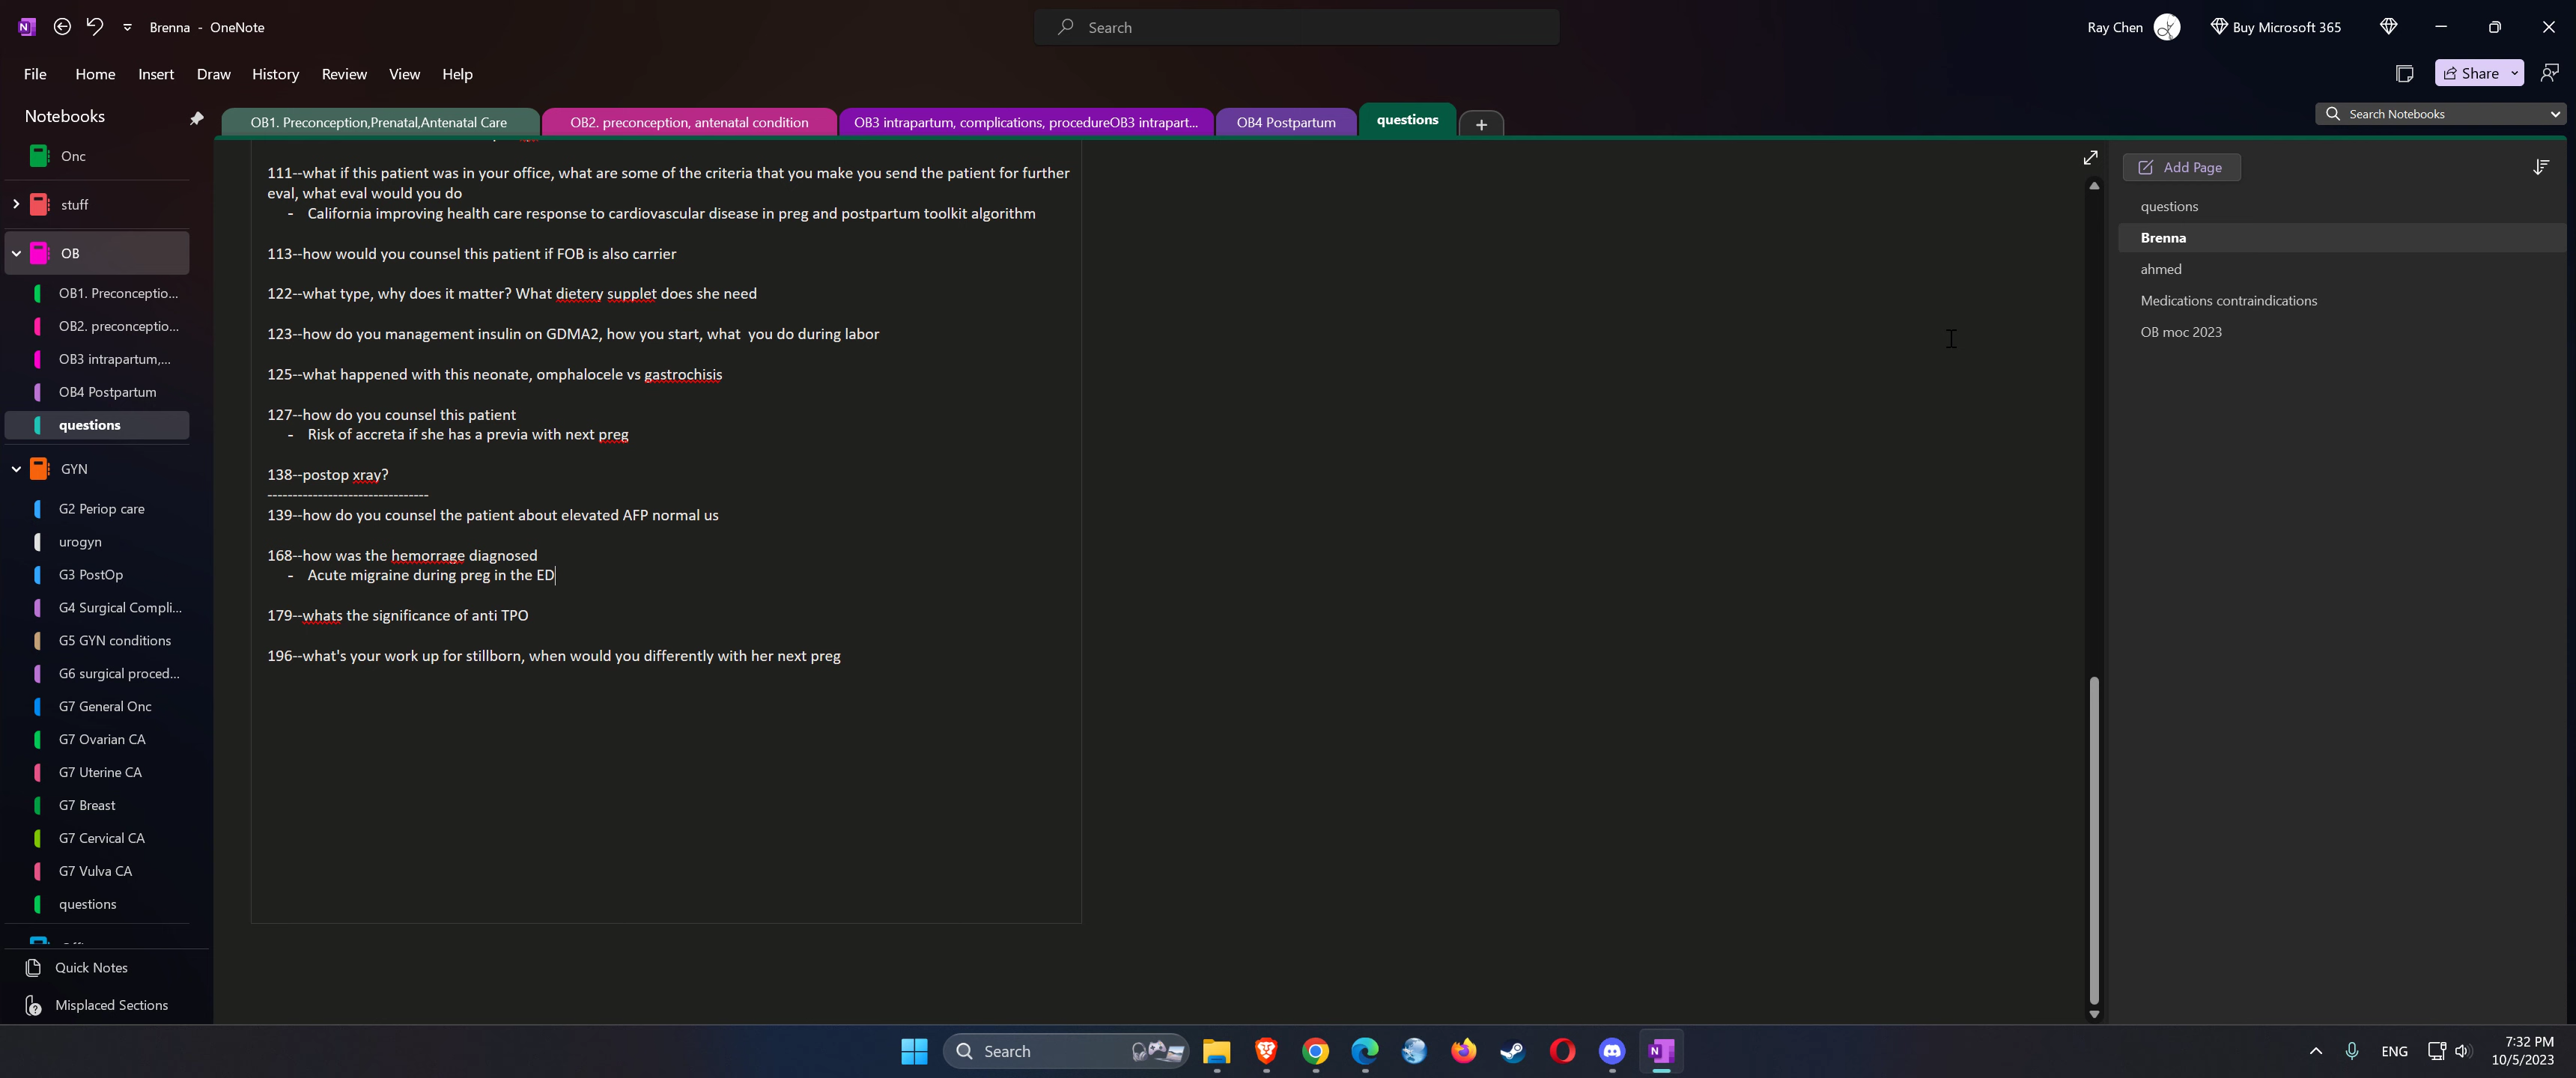 Brenna - OneNote
Search
Ray Chen
Buy Microsoft 365
File Home Insert Draw History Review View Help
Share
Notebooks
OB1. Preconception,Prenatal,Antenatal Care
OB2. preconception, antenatal condition
OB3 intrapartum, complications, procedureOB3 intrapart...
OB4 Postpartum
questions
+
Search Notebooks
Onc
stuff
OB
OB1. Preconceptio...
OB2. preconceptio...
OB3 intrapartum,...
OB4 Postpartum
questions
GYN
G2 Periop care
urogyn
G3 PostOp
G4 Surgical Compli...
G5 GYN conditions
G6 surgical proced...
G7 General Onc
G7 Ovarian CA
G7 Uterine CA
G7 Breast
G7 Cervical CA
G7 Vulva CA
questions
Quick Notes
Misplaced Sections
111--what if this patient was in your office, what are some of the criteria that you make you send the patient for further
eval, what eval would you do
- California improving health care response to cardiovascular disease in preg and postpartum toolkit algorithm
113--how would you counsel this patient if FOB is also carrier
122--what type, why does it matter? What dietery supplet does she need
123--how do you management insulin on GDMA2, how you start, what you do during labor
125--what happened with this neonate, omphalocele vs gastrochisis
127--how do you counsel this patient
- Risk of accreta if she has a previa with next preg
138--postop xray?
--------------------------------
139--how do you counsel the patient about elevated AFP normal us
168--how was the hemorrage diagnosed
- Acute migraine during preg in the ED
179--whats the significance of anti TPO
196--what's your work up for stillborn, when would you differently with her next preg
Add Page
questions
Brenna
ahmed
Medications contraindications
OB moc 2023
Search
ENG
7:32 PM
10/5/2023